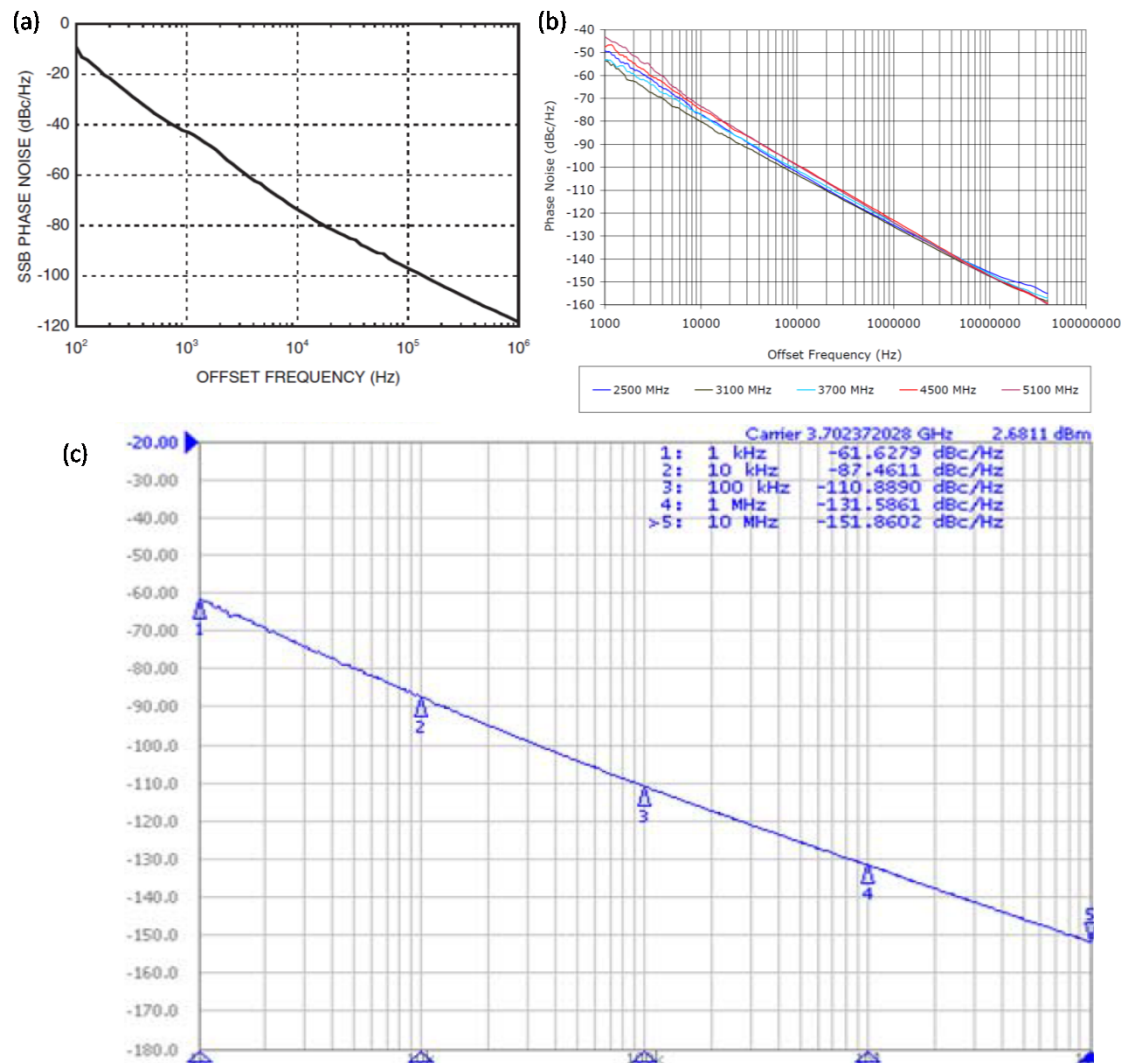 (a)
0
-20
-40
-60
-80
-100
-120
SSB PHASE NOISE (dBc/Hz)
10² 10³ 10⁴ 10⁵ 10⁶
OFFSET FREQUENCY (Hz)
(b)
-40
-50
-60
-70
-80
-90
-100
-110
-120
-130
-140
-150
-160
Phase Noise (dBc/Hz)
1000 10000 100000 1000000 10000000 100000000
Offset Frequency (Hz)
2500 MHz 3100 MHz 3700 MHz 4500 MHz 5100 MHz
(c)
Carrier 3.702372028 GHz 2.6811 dBm
1: 1 kHz -61.6279 dBc/Hz
2: 10 kHz -87.4611 dBc/Hz
3: 100 kHz -110.8890 dBc/Hz
4: 1 MHz -131.5861 dBc/Hz
>5: 10 MHz -151.8602 dBc/Hz
-20.00
-30.00
-40.00
-50.00
-60.00
-70.00
-80.00
-90.00
-100.0
-110.0
-120.0
-130.0
-140.0
-150.0
-160.0
-170.0
-180.0
1
2
3
4
5